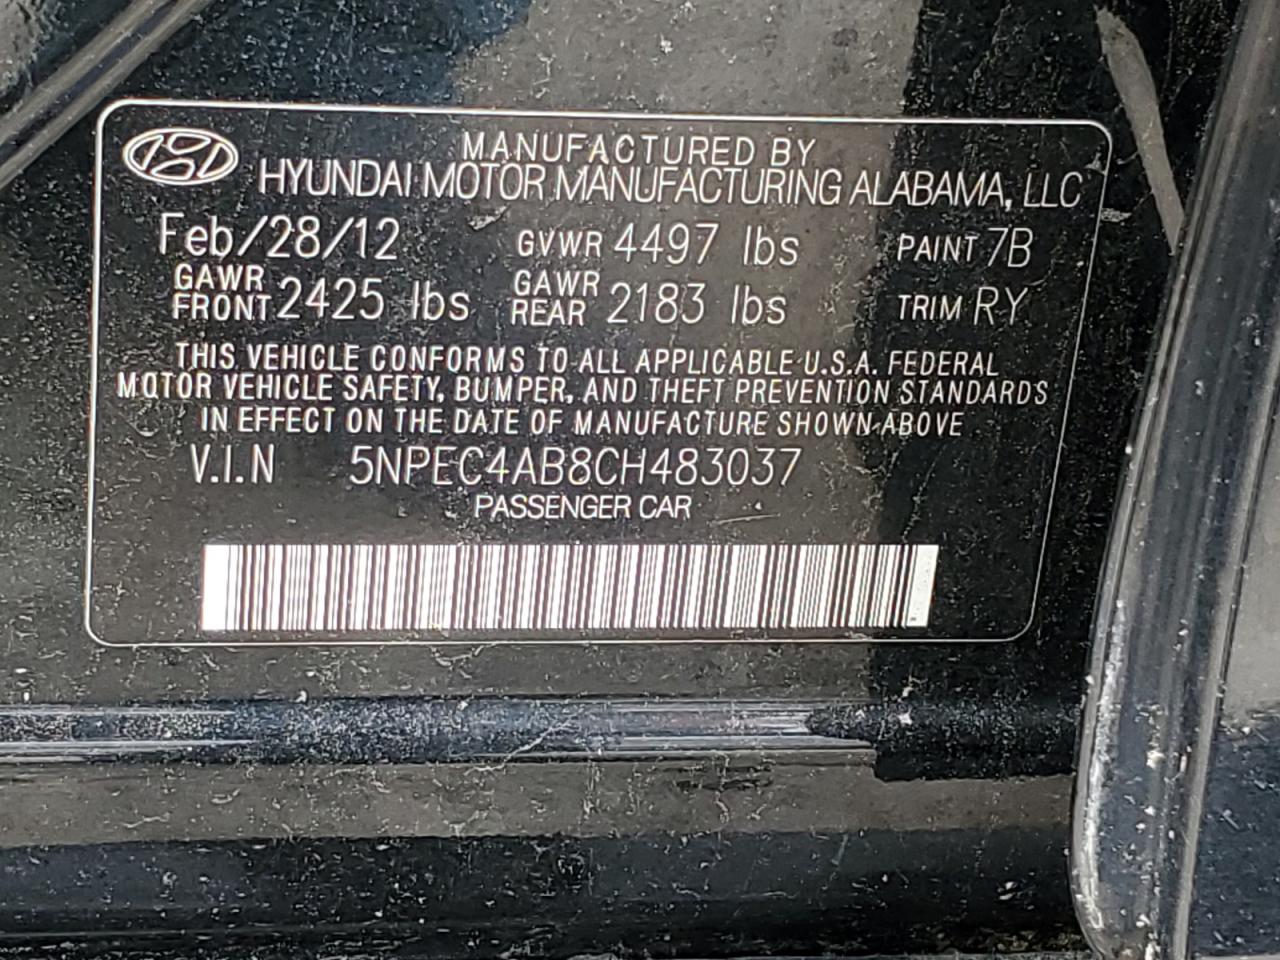 MANUFACTURED BY
HYUNDAI MOTOR MANUFACTURING ALABAMA, LLC
Feb/28/12 GVWR 4497 lbs PAINT 7B
GAWR FRONT 2425 lbs GAWR REAR 2183 lbs TRIM RY
THIS VEHICLE CONFORMS TO ALL APPLICABLE U.S.A. FEDERAL
MOTOR VEHICLE SAFETY, BUMPER, AND THEFT PREVENTION STANDARDS
IN EFFECT ON THE DATE OF MANUFACTURE SHOWN ABOVE
V.I.N 5NPEC4AB8CH483037
PASSENGER CAR